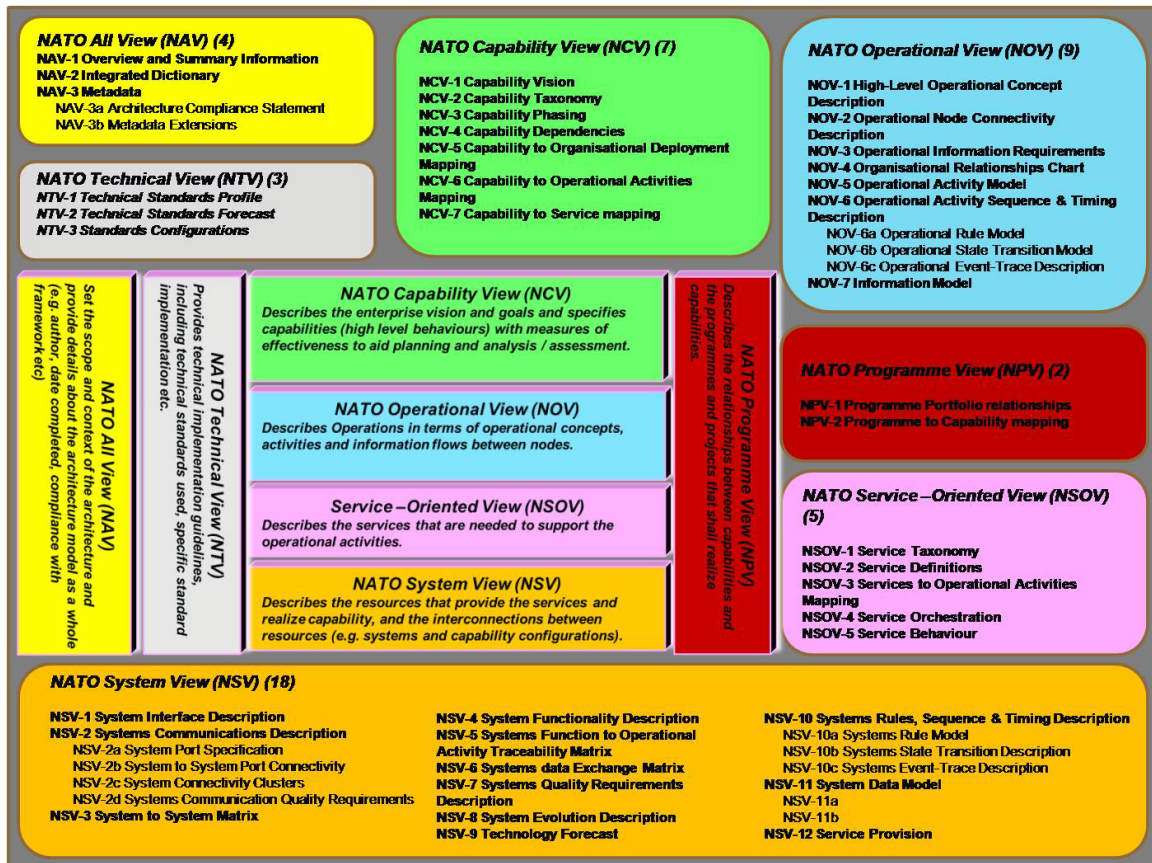 NATO All View (NAV) (4)
NAV-1 Overview and Summary Information
NAV-2 Integrated Dictionary
NAV-3 Metadata
NAV-3a Architecture Compliance Statement
NAV-3b Metadata Extensions
NATO Technical View (NTV) (3)
NTV-1 Technical Standards Profile
NTV-2 Technical Standards Forecast
NTV-3 Standards Configurations
NATO Capability View (NCV) (7)
NCV-1 Capability Vision
NCV-2 Capability Taxonomy
NCV-3 Capability Phasing
NCV-4 Capability Dependencies
NCV-5 Capability to Organisational Deployment
Mapping
NCV-6 Capability to Operational Activities
Mapping
NCV-7 Capability to Service mapping
NATO Operational View (NOV) (9)
NOV-1 High-Level Operational Concept
Description
NOV-2 Operational Node Connectivity
Description
NOV-3 Operational Information Requirements
NOV-4 Organisational Relationships Chart
NOV-5 Operational Activity Model
NOV-6 Operational Activity Sequence & Timing
Description
NOV-6a Operational Rule Model
NOV-6b Operational State Transition Model
NOV-6c Operational Event-Trace Description
NOV-7 Information Model
NATO All View (NAV)
Set the scope and context of the architecture and
provide details about the architecture model as a whole
(e.g. author, date completed, compliance with
framework etc)
NATO Technical View (NTV)
Provides technical implementation guidelines,
including technical standards used, specific standard
implementation etc.
NATO Capability View (NCV)
Describes the enterprise vision and goals and specifies
capabilities (high level behaviours) with measures of
effectiveness to aid planning and analysis / assessment.
NATO Operational View (NOV)
Describes Operations in terms of operational concepts,
activities and information flows between nodes.
Service –Oriented View (NSOV)
Describes the services that are needed to support the
operational activities.
NATO System View (NSV)
Describes the resources that provide the services and
realize capability, and the interconnections between
resources (e.g. systems and capability configurations).
NATO Programme View (NPV)
Describes the relationships between capabilities and
the programmes and projects that shall realize
capabilities.
NATO Programme View (NPV) (2)
NPV-1 Programme Portfolio relationships
NPV-2 Programme to Capability mapping
NATO Service –Oriented View (NSOV)
(5)
NSOV-1 Service Taxonomy
NSOV-2 Service Definitions
NSOV-3 Services to Operational Activities
Mapping
NSOV-4 Service Orchestration
NSOV-5 Service Behaviour
NATO System View (NSV) (18)
NSV-1 System Interface Description
NSV-2 Systems Communications Description
NSV-2a System Port Specification
NSV-2b System to System Port Connectivity
NSV-2c System Connectivity Clusters
NSV-2d Systems Communication Quality Requirements
NSV-3 System to System Matrix
NSV-4 System Functionality Description
NSV-5 Systems Function to Operational
Activity Traceability Matrix
NSV-6 Systems data Exchange Matrix
NSV-7 Systems Quality Requirements
Description
NSV-8 System Evolution Description
NSV-9 Technology Forecast
NSV-10 Systems Rules, Sequence & Timing Description
NSV-10a Systems Rule Model
NSV-10b Systems State Transition Description
NSV-10c Systems Event-Trace Description
NSV-11 System Data Model
NSV-11a
NSV-11b
NSV-12 Service Provision